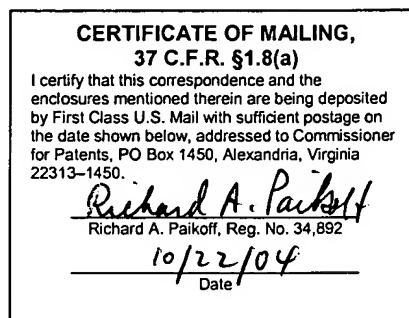 CERTIFICATE OF MAILING,
37 C.F.R. §1.8(a)
I certify that this correspondence and the
enclosures mentioned therein are being deposited
by First Class U.S. Mail with sufficient postage on
the date shown below, addressed to Commissioner
for Patents, PO Box 1450, Alexandria, Virginia
22313–1450.
Richard A. Paikoff
Richard A. Paikoff, Reg. No. 34,892
10/22/04
Date